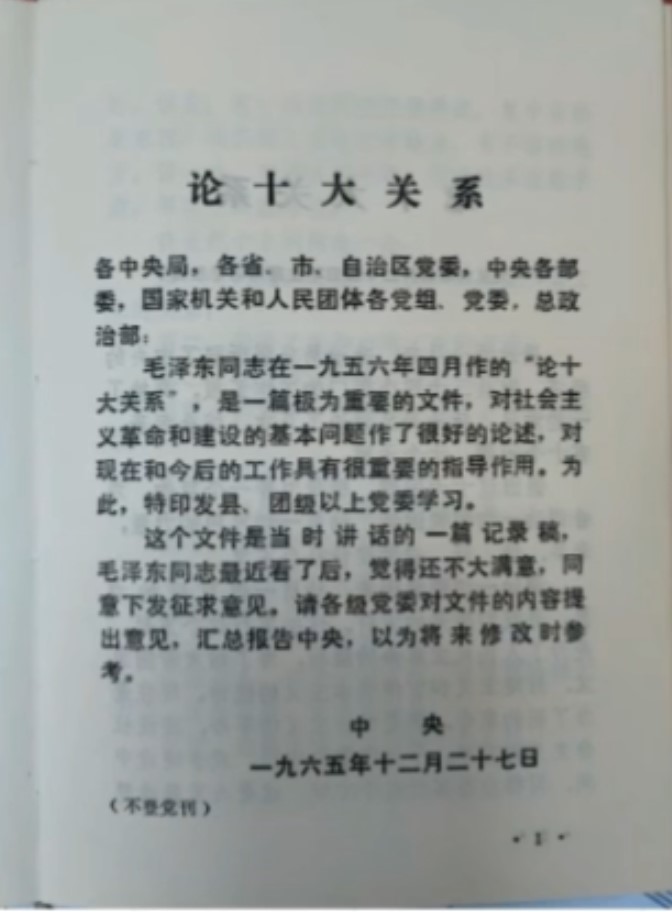 论十大关系
各中央局，各省、市、自治区党委，中央各部
委，国家机关和人民团体各党组、党委，总政
治部：
毛泽东同志在一九五六年四月作的“论十
大关系”，是一篇极为重要的文件，对社会主
义革命和建设的基本问题作了很好的论述，对
现在和今后的工作具有很重要的指导作用。为
此，特印发县、团级以上党委学习。
这个文件是当时讲话的一篇记录稿，
毛泽东同志最近看了后，觉得还不大满意，同
意下发征求意见。请各级党委对文件的内容提
出意见，汇总报告中央，以为将来修改时参
考。
中央
一九六五年十二月二十七日
（不登党刊）
· 1 ·